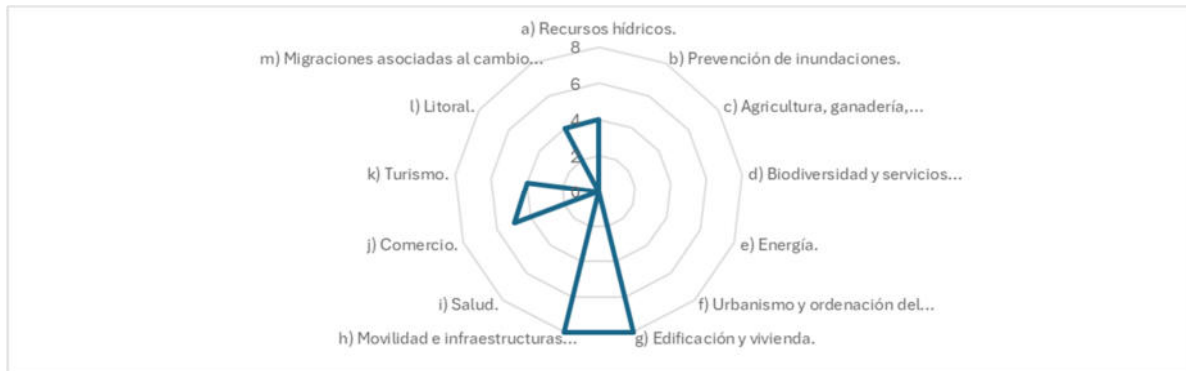 a) Recursos hídricos.
8
m) Migraciones asociadas al cambio...
b) Prevención de inundaciones.
6
l) Litoral.
c) Agricultura, ganadería,...
4
2
k) Turismo.
d) Biodiversidad y servicios...
0
j) Comercio.
e) Energía.
i) Salud.
f) Urbanismo y ordenación del...
h) Movilidad e infraestructuras...
g) Edificación y vivienda.